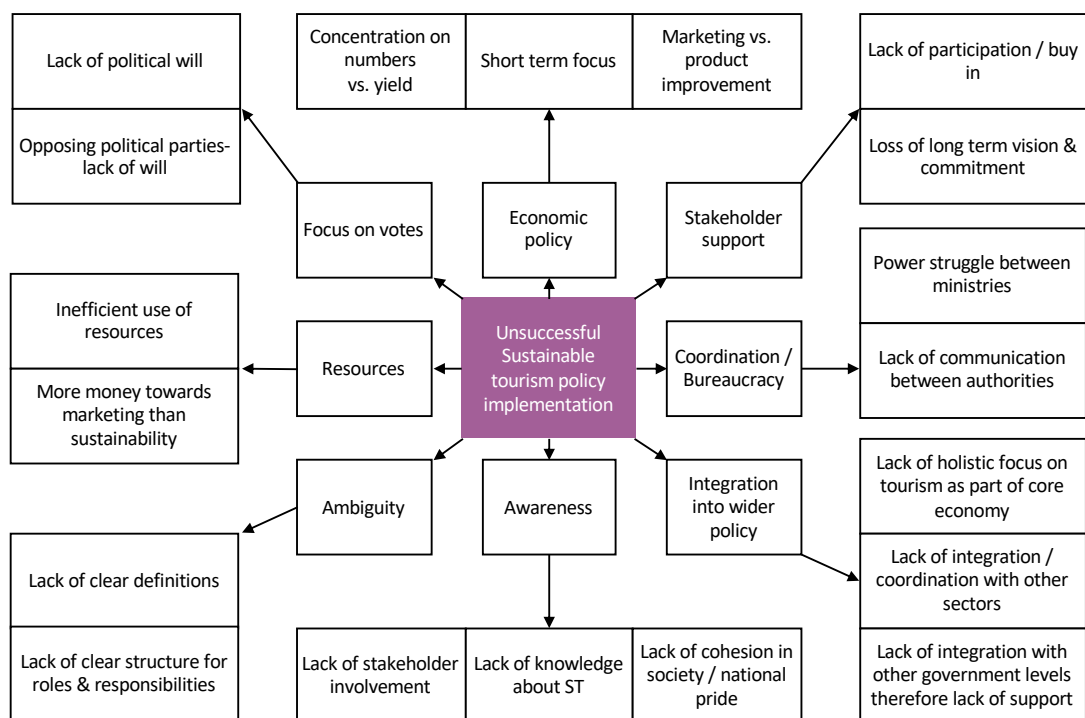 Lack of political will
Opposing political parties-
lack of will
Concentration on
numbers
vs. yield
Short term focus
Marketing vs.
product
improvement
Lack of participation / buy
in
Loss of long term vision &
commitment
Focus on votes
Economic
policy
Stakeholder
support
Inefficient use of
resources
More money towards
marketing than
sustainability
Resources
Unsuccessful
Sustainable
tourism policy
implementation
Coordination /
Bureaucracy
Power struggle between
ministries
Lack of communication
between authorities
Ambiguity
Awareness
Integration
into wider
policy
Lack of holistic focus on
tourism as part of core
economy
Lack of integration /
coordination with other
sectors
Lack of integration with
other government levels
therefore lack of support
Lack of clear definitions
Lack of clear structure for
roles & responsibilities
Lack of stakeholder
involvement
Lack of knowledge
about ST
Lack of cohesion in
society / national
pride